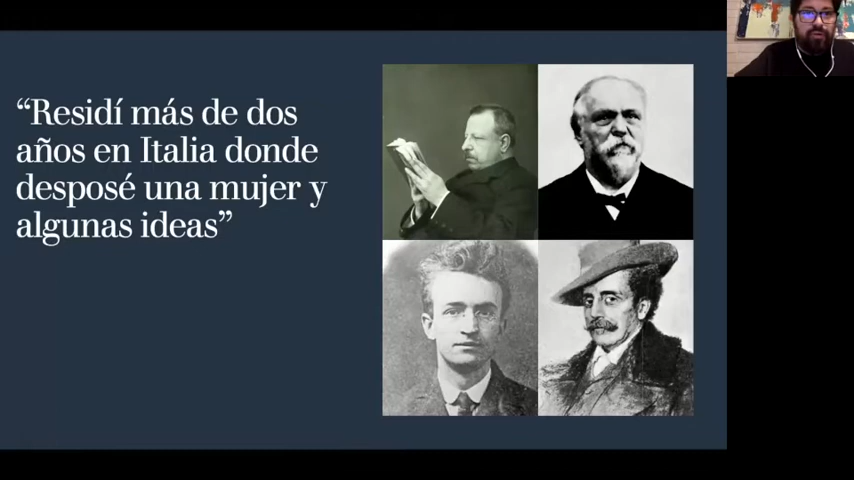 “Residí más de dos
años en Italia donde
desposé una mujer y
algunas ideas”